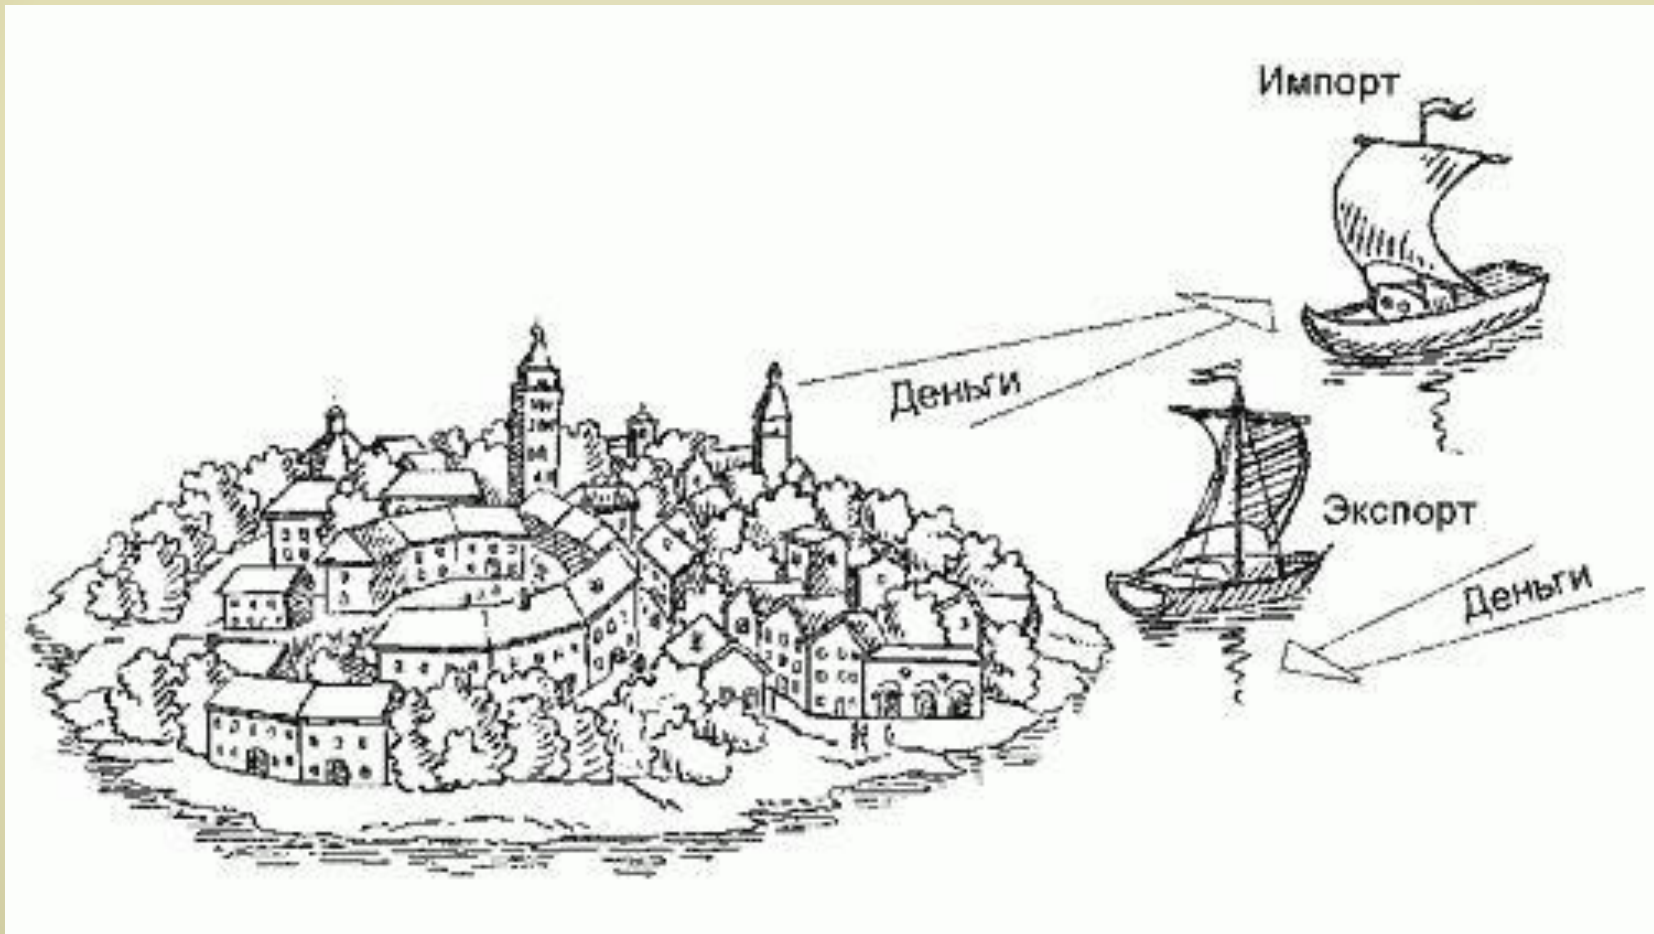 Импорт
Деньги
Экспорт
Деньги